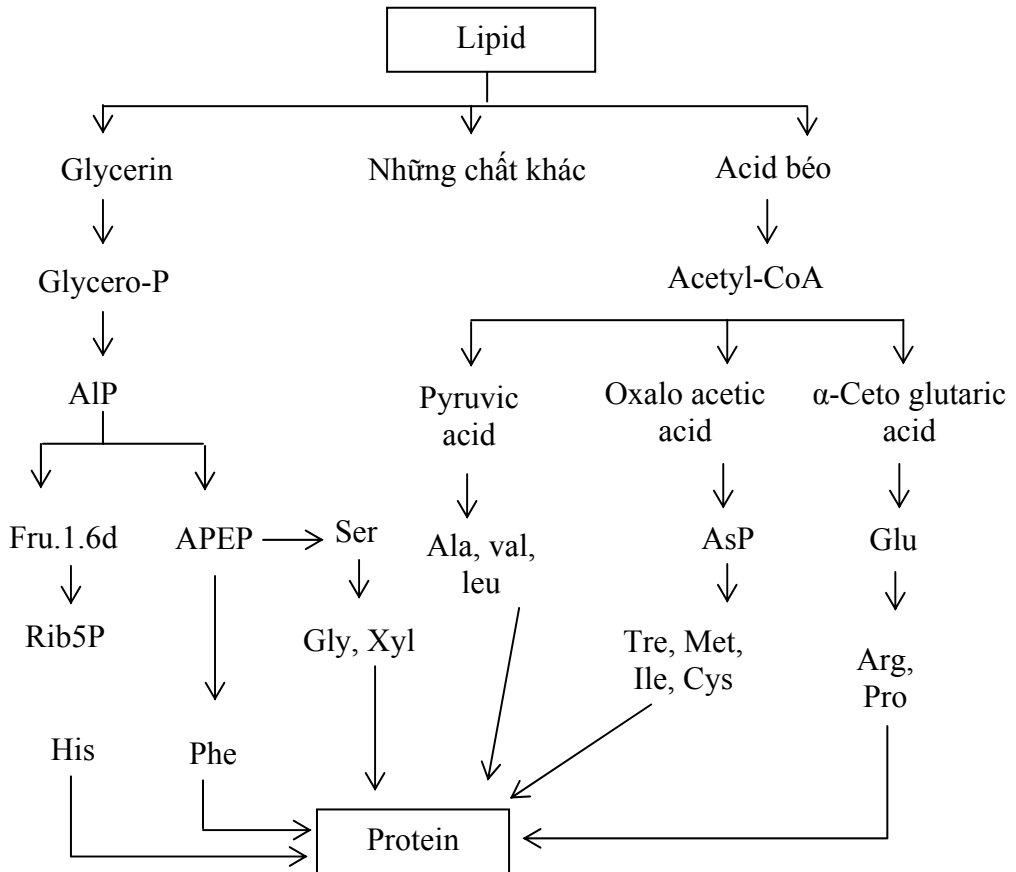 Lipid
Glycerin
Những chất khác
Acid béo
Glycero-P
Acetyl-CoA
AlP
Pyruvic
acid
Oxalo acetic
acid
α-Ceto glutaric
acid
Fru.1.6d
APEP
Ser
Ala, val,
leu
AsP
Glu
Rib5P
Gly, Xyl
Tre, Met,
Ile, Cys
Arg,
Pro
His
Phe
Protein